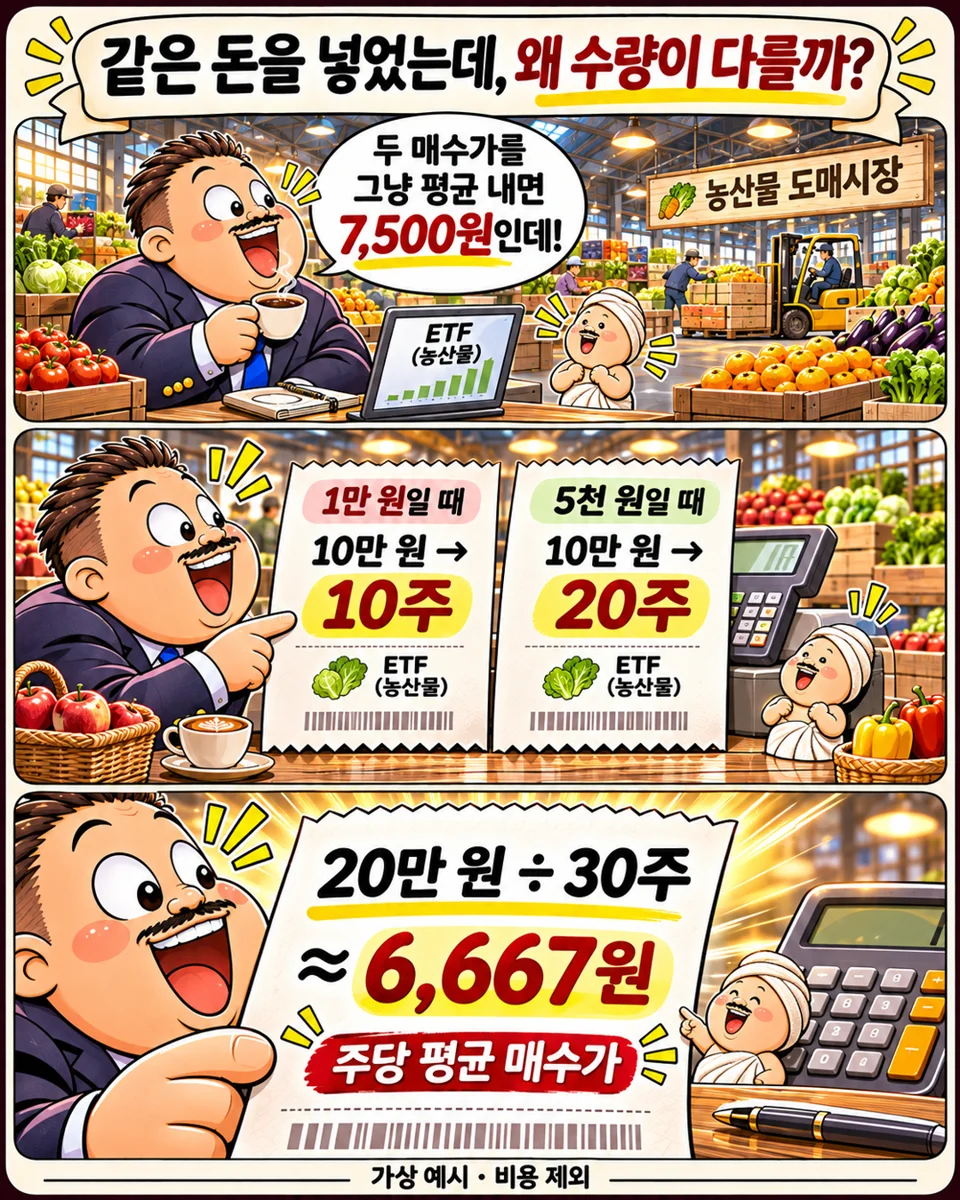 같은 돈을 넣었는데, 왜 수량이 다를까?
두 매수가를
그냥 평균 내면
7,500원인데!
농산물 도매시장
ETF
(농산물)
1만 원일 때
10만 원 →
10주
ETF
(농산물)
5천 원일 때
10만 원 →
20주
ETF
(농산물)
20만 원 ÷ 30주
≈ 6,667원
주당 평균 매수가
가상 예시 · 비용 제외